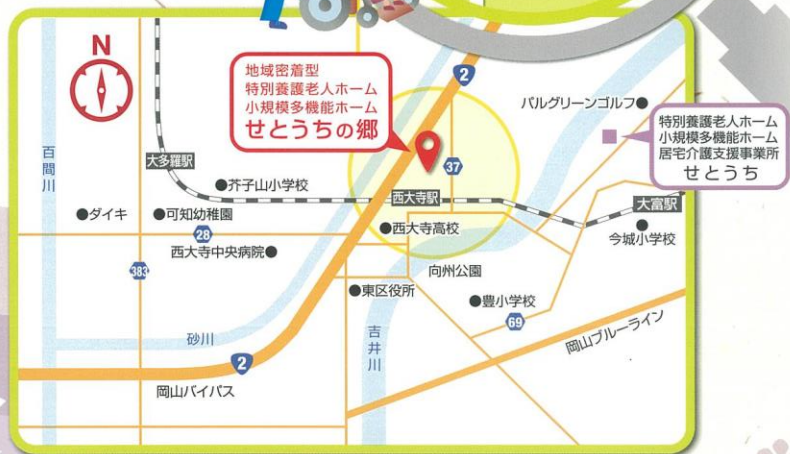 N
2
地域密着型
特別養護老人ホーム
小規模多機能ホーム
せとうちの郷
パルグリーンゴルフ
特別養護老人ホーム
小規模多機能ホーム
居宅介護支援事業所
せとうち
37
百間川
大多羅駅
芥子山小学校
西大寺駅
大富駅
ダイキ
可知幼稚園
28
西大寺高校
今城小学校
西大寺中央病院
383
向州公園
東区役所
豊小学校
69
砂川
吉井川
岡山ブルーライン
2
岡山バイパス